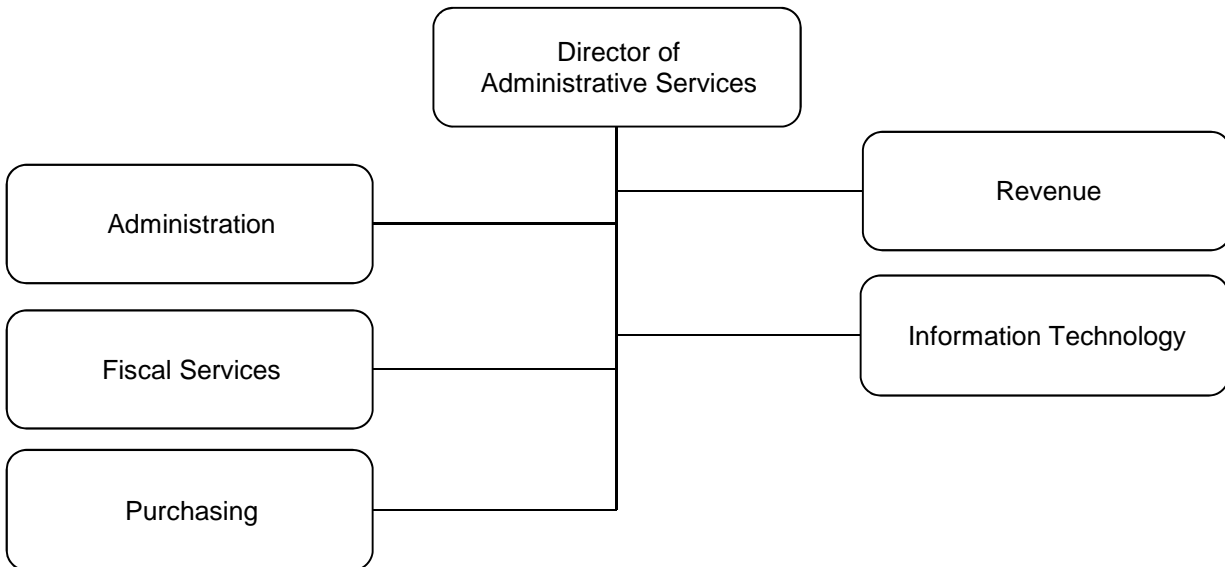 Director of
Administrative Services
Revenue
Administration
Information Technology
Fiscal Services
Purchasing